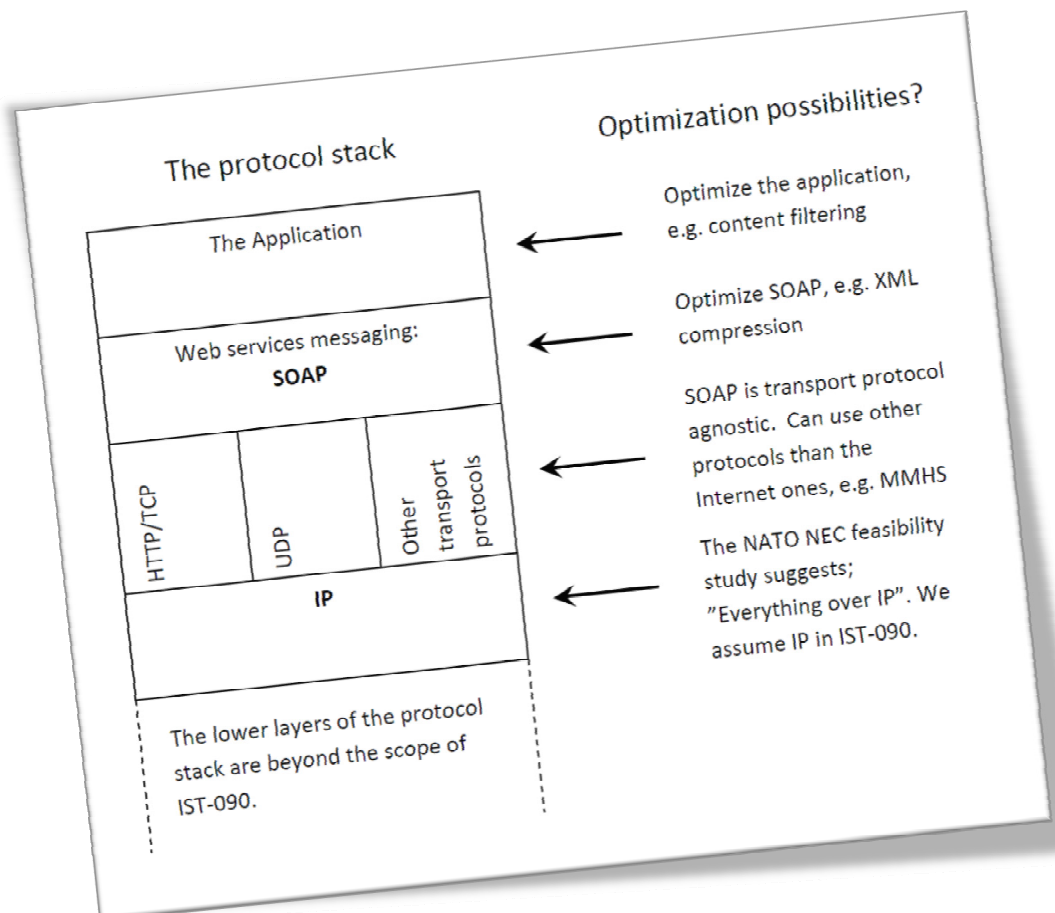 The protocol stack
Optimization possibilities?
The Application
Web services messaging:
SOAP
HTTP/TCP
UDP
Other
transport
protocols
IP
The lower layers of the protocol
stack are beyond the scope of
IST-090.
Optimize the application,
e.g. content filtering
Optimize SOAP, e.g. XML
compression
SOAP is transport protocol
agnostic.  Can use other
protocols than the
Internet ones, e.g. MMHS
The NATO NEC feasibility
study suggests;
”Everything over IP”. We
assume IP in IST-090.